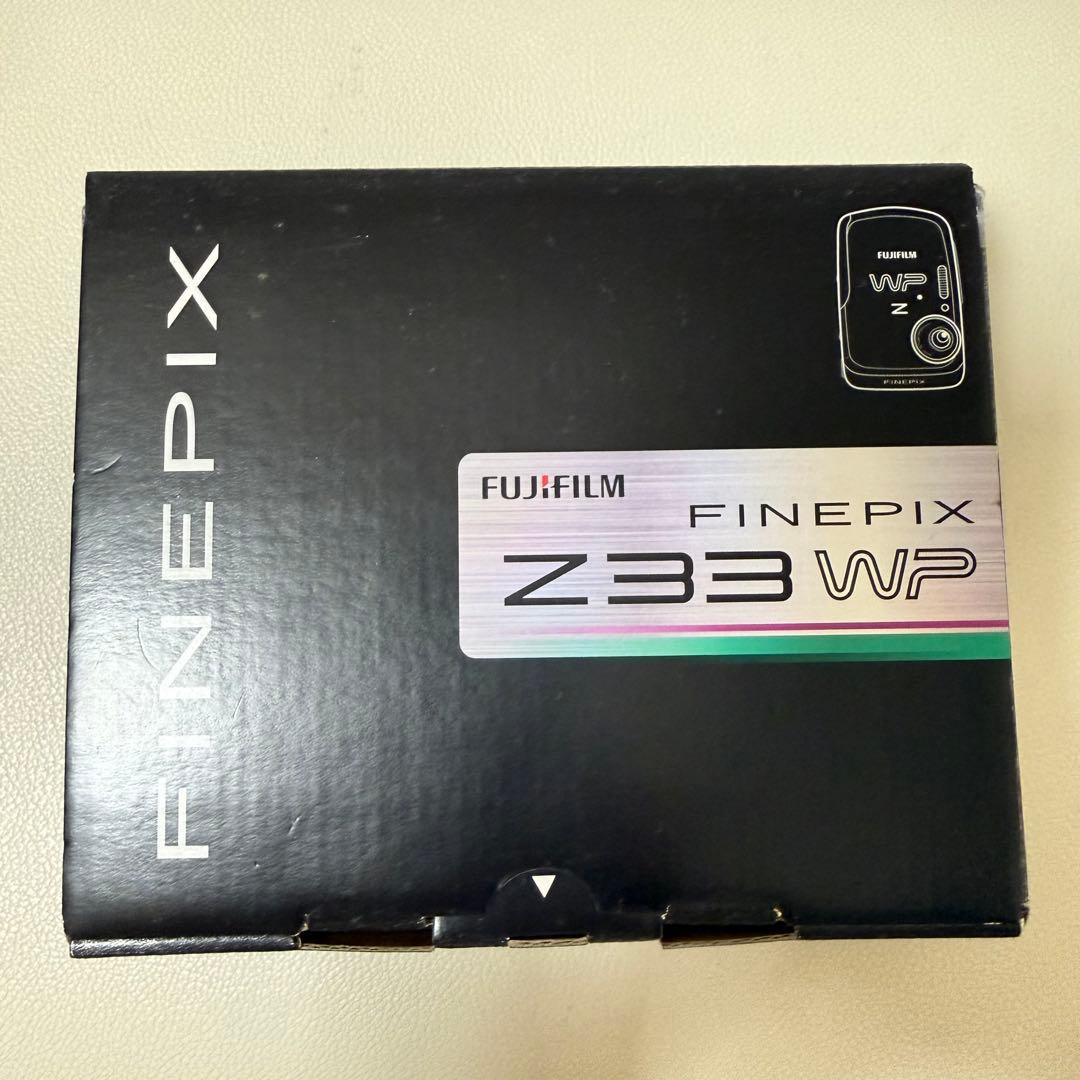 FINEPIX
FUJIFILM
WP
Z
FINEPIX
FUJIFILM
FINEPIX
Z33 WP